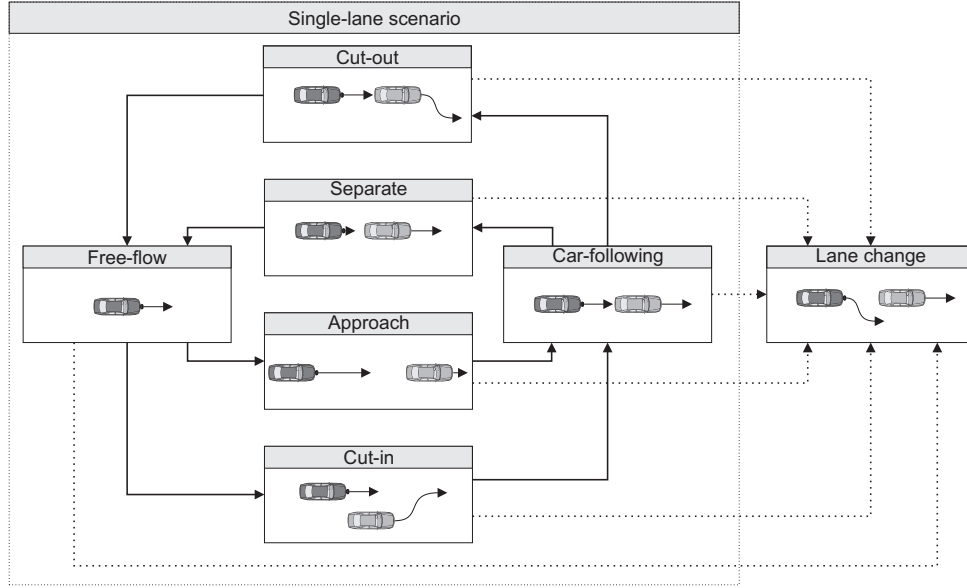 Single-lane scenario
Cut-out
Separate
Free-flow
Car-following
Lane change
Approach
Cut-in